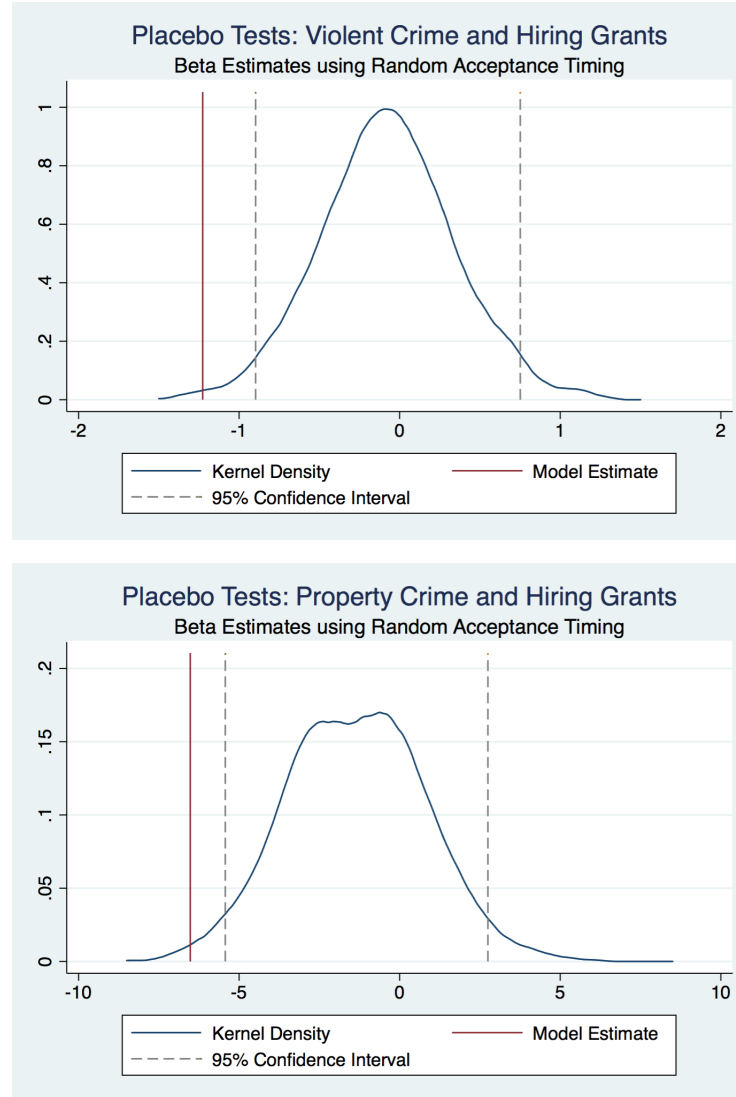 Placebo Tests: Violent Crime and Hiring Grants
Beta Estimates using Random Acceptance Timing
1
.8
.6
.4
.2
0
-2 -1 0 1 2
Kernel Density Model Estimate
95% Confidence Interval
Placebo Tests: Property Crime and Hiring Grants
Beta Estimates using Random Acceptance Timing
.2
.15
.1
.05
0
-10 -5 0 5 10
Kernel Density Model Estimate
95% Confidence Interval